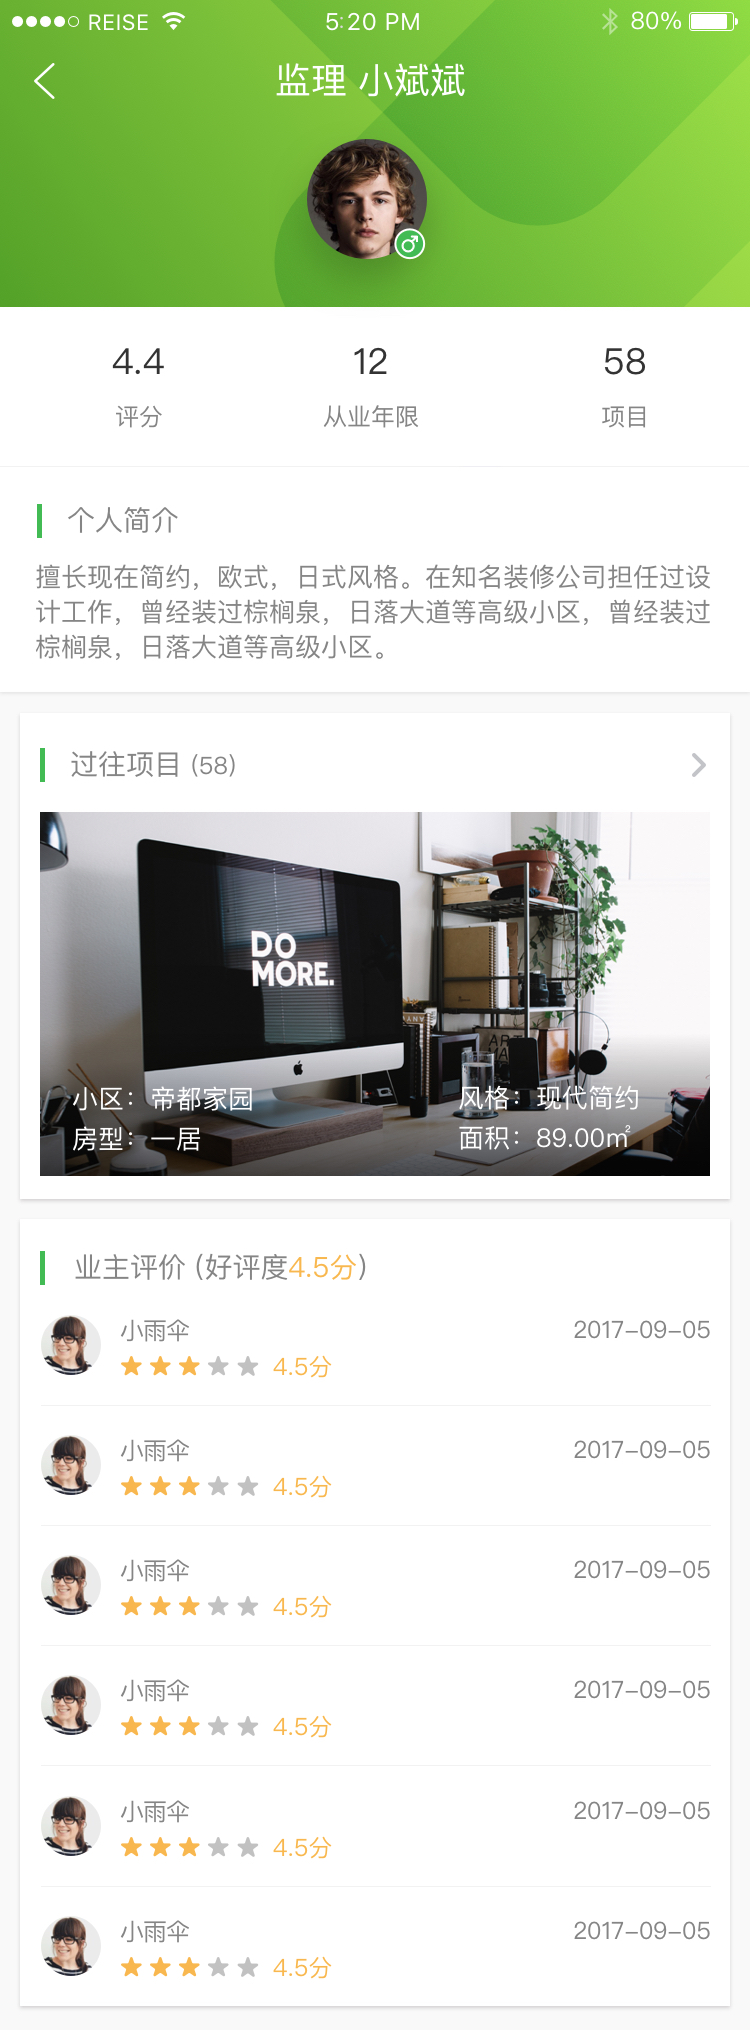 REISE
5:20 PM
80%
监理 小斌斌
4.4
12
58
评分
从业年限
项目
个人简介
擅长现在简约，欧式，日式风格。在知名装修公司担任过设
计工作，曾经装过棕榈泉，日落大道等高级小区，曾经装过
棕榈泉，日落大道等高级小区。
过往项目 (58)
DO
MORE.
小区：帝都家园
风格：现代简约
房型：一居
面积：89.00㎡
业主评价 (好评度4.5分)
小雨伞
2017-09-05
4.5分
小雨伞
2017-09-05
4.5分
小雨伞
2017-09-05
4.5分
小雨伞
2017-09-05
4.5分
小雨伞
2017-09-05
4.5分
小雨伞
2017-09-05
4.5分